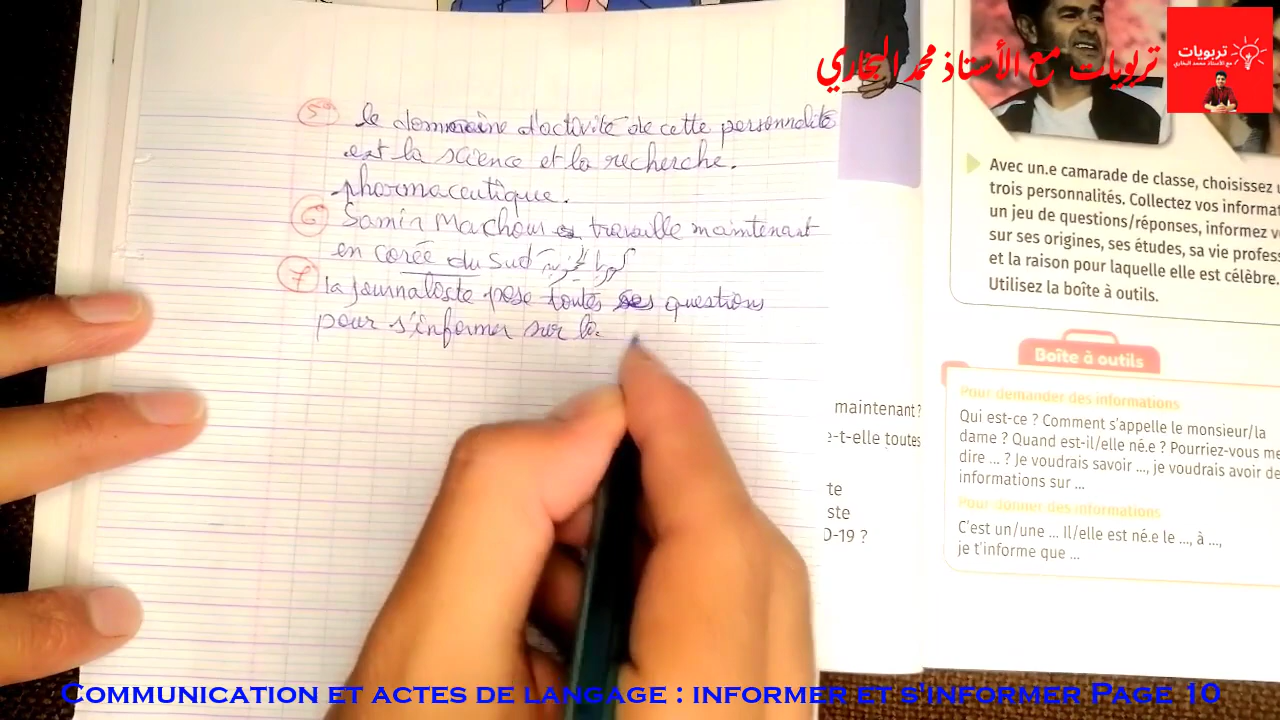 تربويات مع الأستاذ محمد البخاري
تربويات
مع الأستاذ محمد البخاري
5 le domaine d'activité de cette personnalité
est la science et la recherche.
pharmaceutique.
6 Samir Machour travaille maintenant
en corée du Sud كوريا الجنوبية
7 la journaliste pose toutes ses questions
pour s'informer sur la
maintenant?
e-t-elle toutes
te
ste
D-19 ?
Avec un.e camarade de classe, choisissez
trois personnalités. Collectez vos informat
un jeu de questions/réponses, informez v
sur ses origines, ses études, sa vie profess
et la raison pour laquelle elle est célèbre.
Utilisez la boîte à outils.
Boîte à outils
Pour demander des informations
Qui est-ce ? Comment s'appelle le monsieur/la
dame ? Quand est-il/elle né.e ? Pourriez-vous me
dire ... ? Je voudrais savoir ..., je voudrais avoir de
informations sur ...
Pour donner des informations
C'est un/une ... Il/elle est né.e le ..., à ...,
je t'informe que ...
Communication et actes de langage : informer et s'informer Page 10